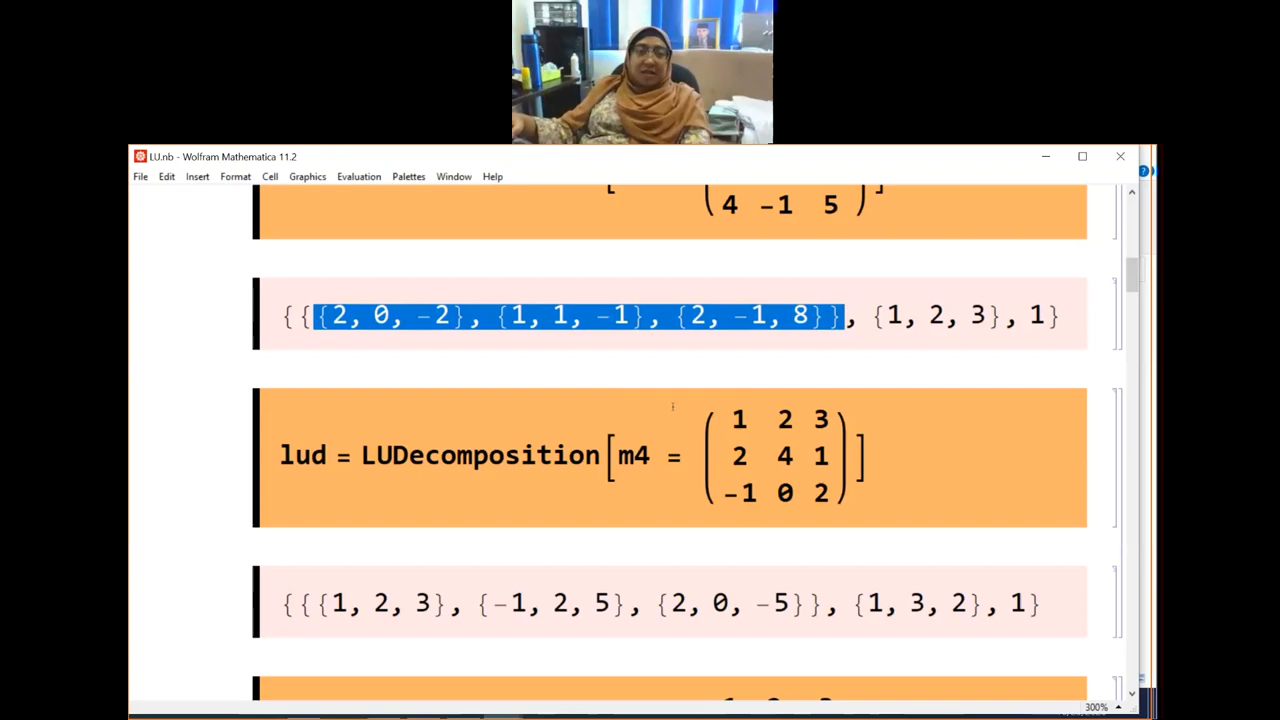 LU.nb - Wolfram Mathematica 11.2
File Edit Insert Format Cell Graphics Evaluation Palettes Window Help
4 -1 5
{{{2, 0, -2}, {1, 1, -1}, {2, -1, 8}}, {1, 2, 3}, 1}
lud = LUDecomposition[m4 =
1 2 3
2 4 1
-1 0 2
]
{{{1, 2, 3}, {-1, 2, 5}, {2, 0, -5}}, {1, 3, 2}, 1}
300%